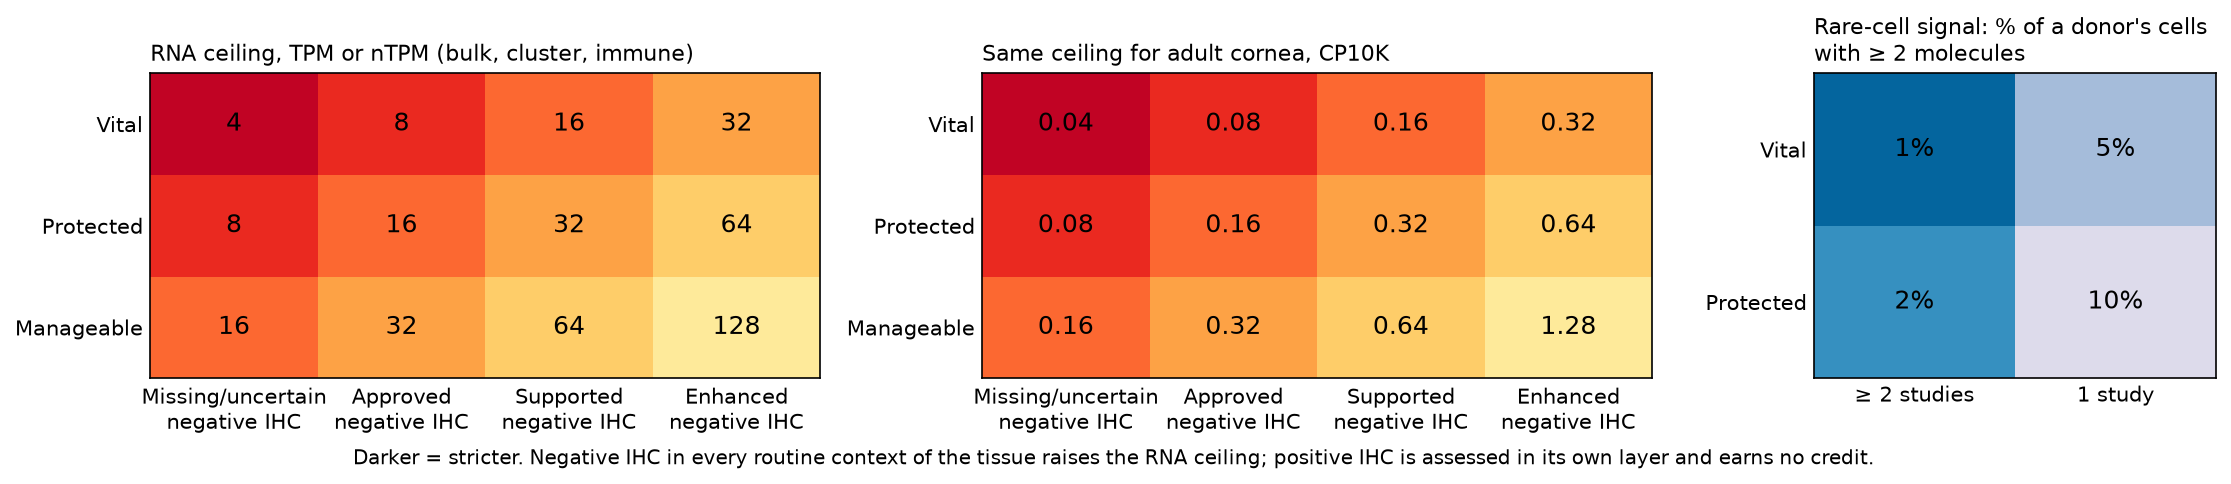 RNA ceiling, TPM or nTPM (bulk, cluster, immune)
Vital 4 8 16 32
Protected 8 16 32 64
Manageable 16 32 64 128
Missing/uncertain negative IHC
Approved negative IHC
Supported negative IHC
Enhanced negative IHC
Same ceiling for adult cornea, CP10K
Vital 0.04 0.08 0.16 0.32
Protected 0.08 0.16 0.32 0.64
Manageable 0.16 0.32 0.64 1.28
Missing/uncertain negative IHC
Approved negative IHC
Supported negative IHC
Enhanced negative IHC
Rare-cell signal: % of a donor's cells
with ≥ 2 molecules
Vital 1% 5%
Protected 2% 10%
≥ 2 studies 1 study
Darker = stricter. Negative IHC in every routine context of the tissue raises the RNA ceiling; positive IHC is assessed in its own layer and earns no credit.